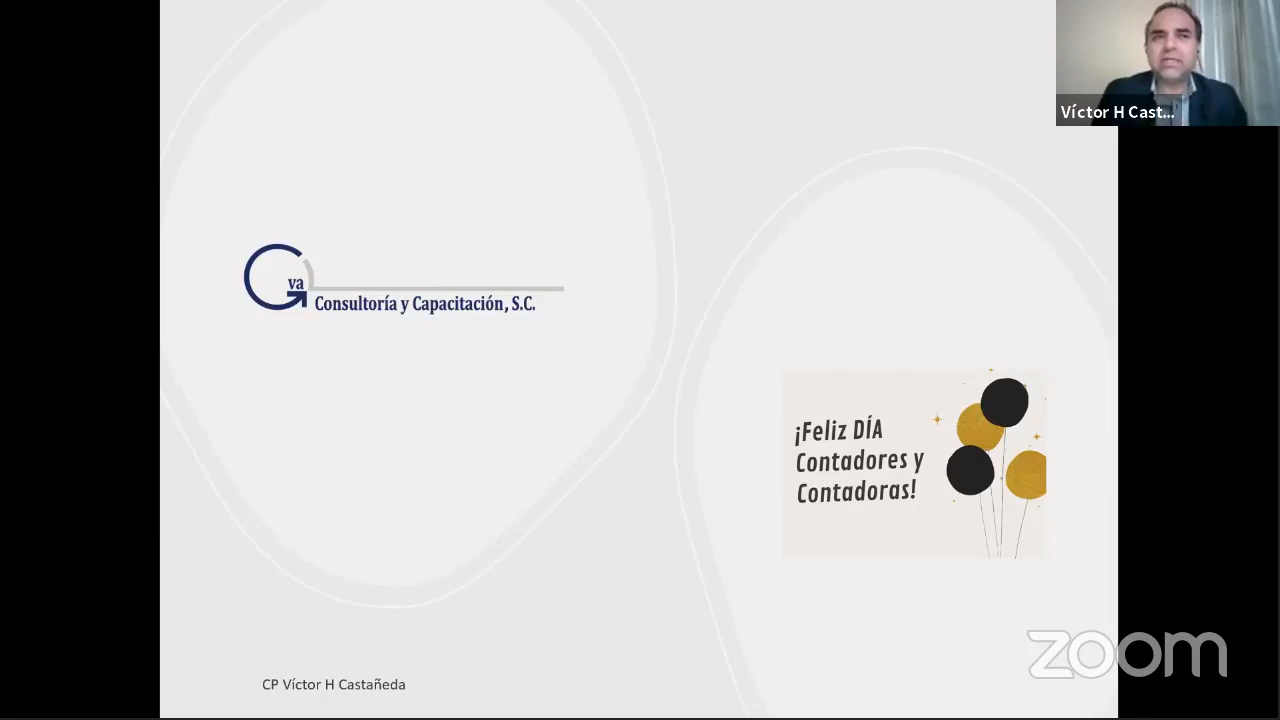 Víctor H Cast...
va
Consultoría y Capacitación, S.C.
¡Feliz DÍA
Contadores y
Contadoras!
zoom
CP Víctor H Castañeda